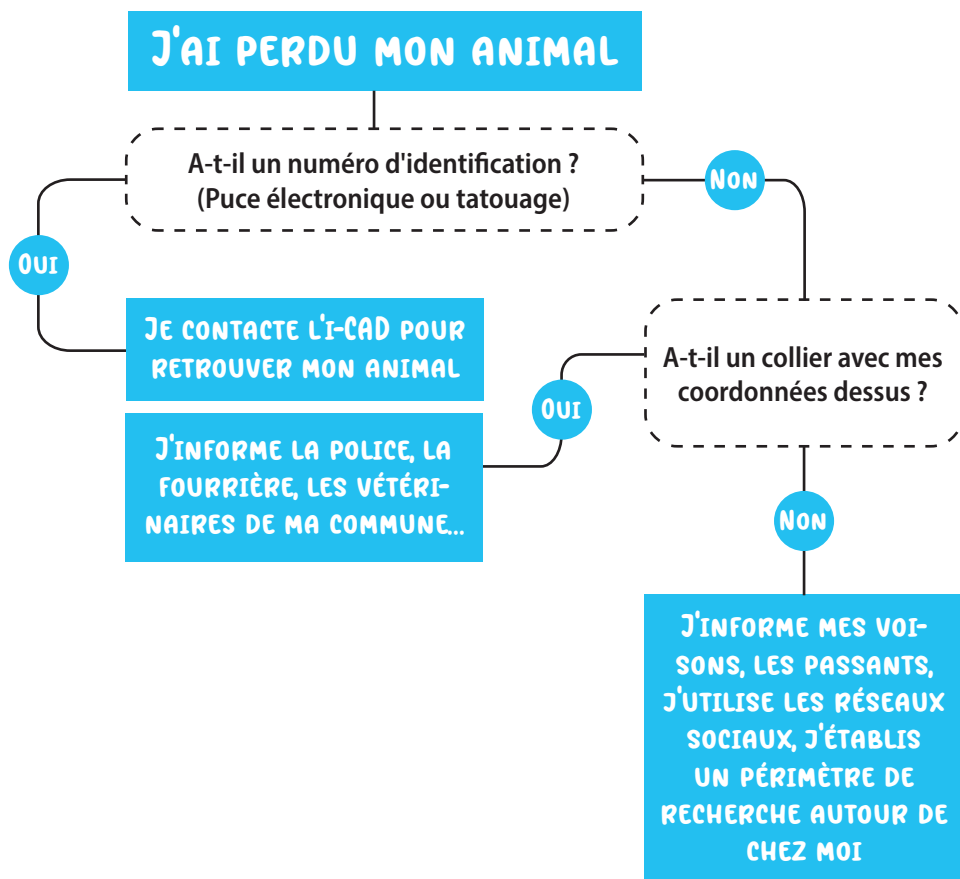 J'AI PERDU MON ANIMAL
A-t-il un numéro d'identification ?
(Puce électronique ou tatouage)
NON
OUI
JE CONTACTE L'I-CAD POUR
RETROUVER MON ANIMAL
A-t-il un collier avec mes
coordonnées dessus ?
OUI
J'INFORME LA POLICE, LA
FOURRIÈRE, LES VÉTÉRI-
NAIRES DE MA COMMUNE...
NON
J'INFORME MES VOI-
SONS, LES PASSANTS,
J'UTILISE LES RÉSEAUX
SOCIAUX, J'ÉTABLIS
UN PÉRIMÈTRE DE
RECHERCHE AUTOUR DE
CHEZ MOI